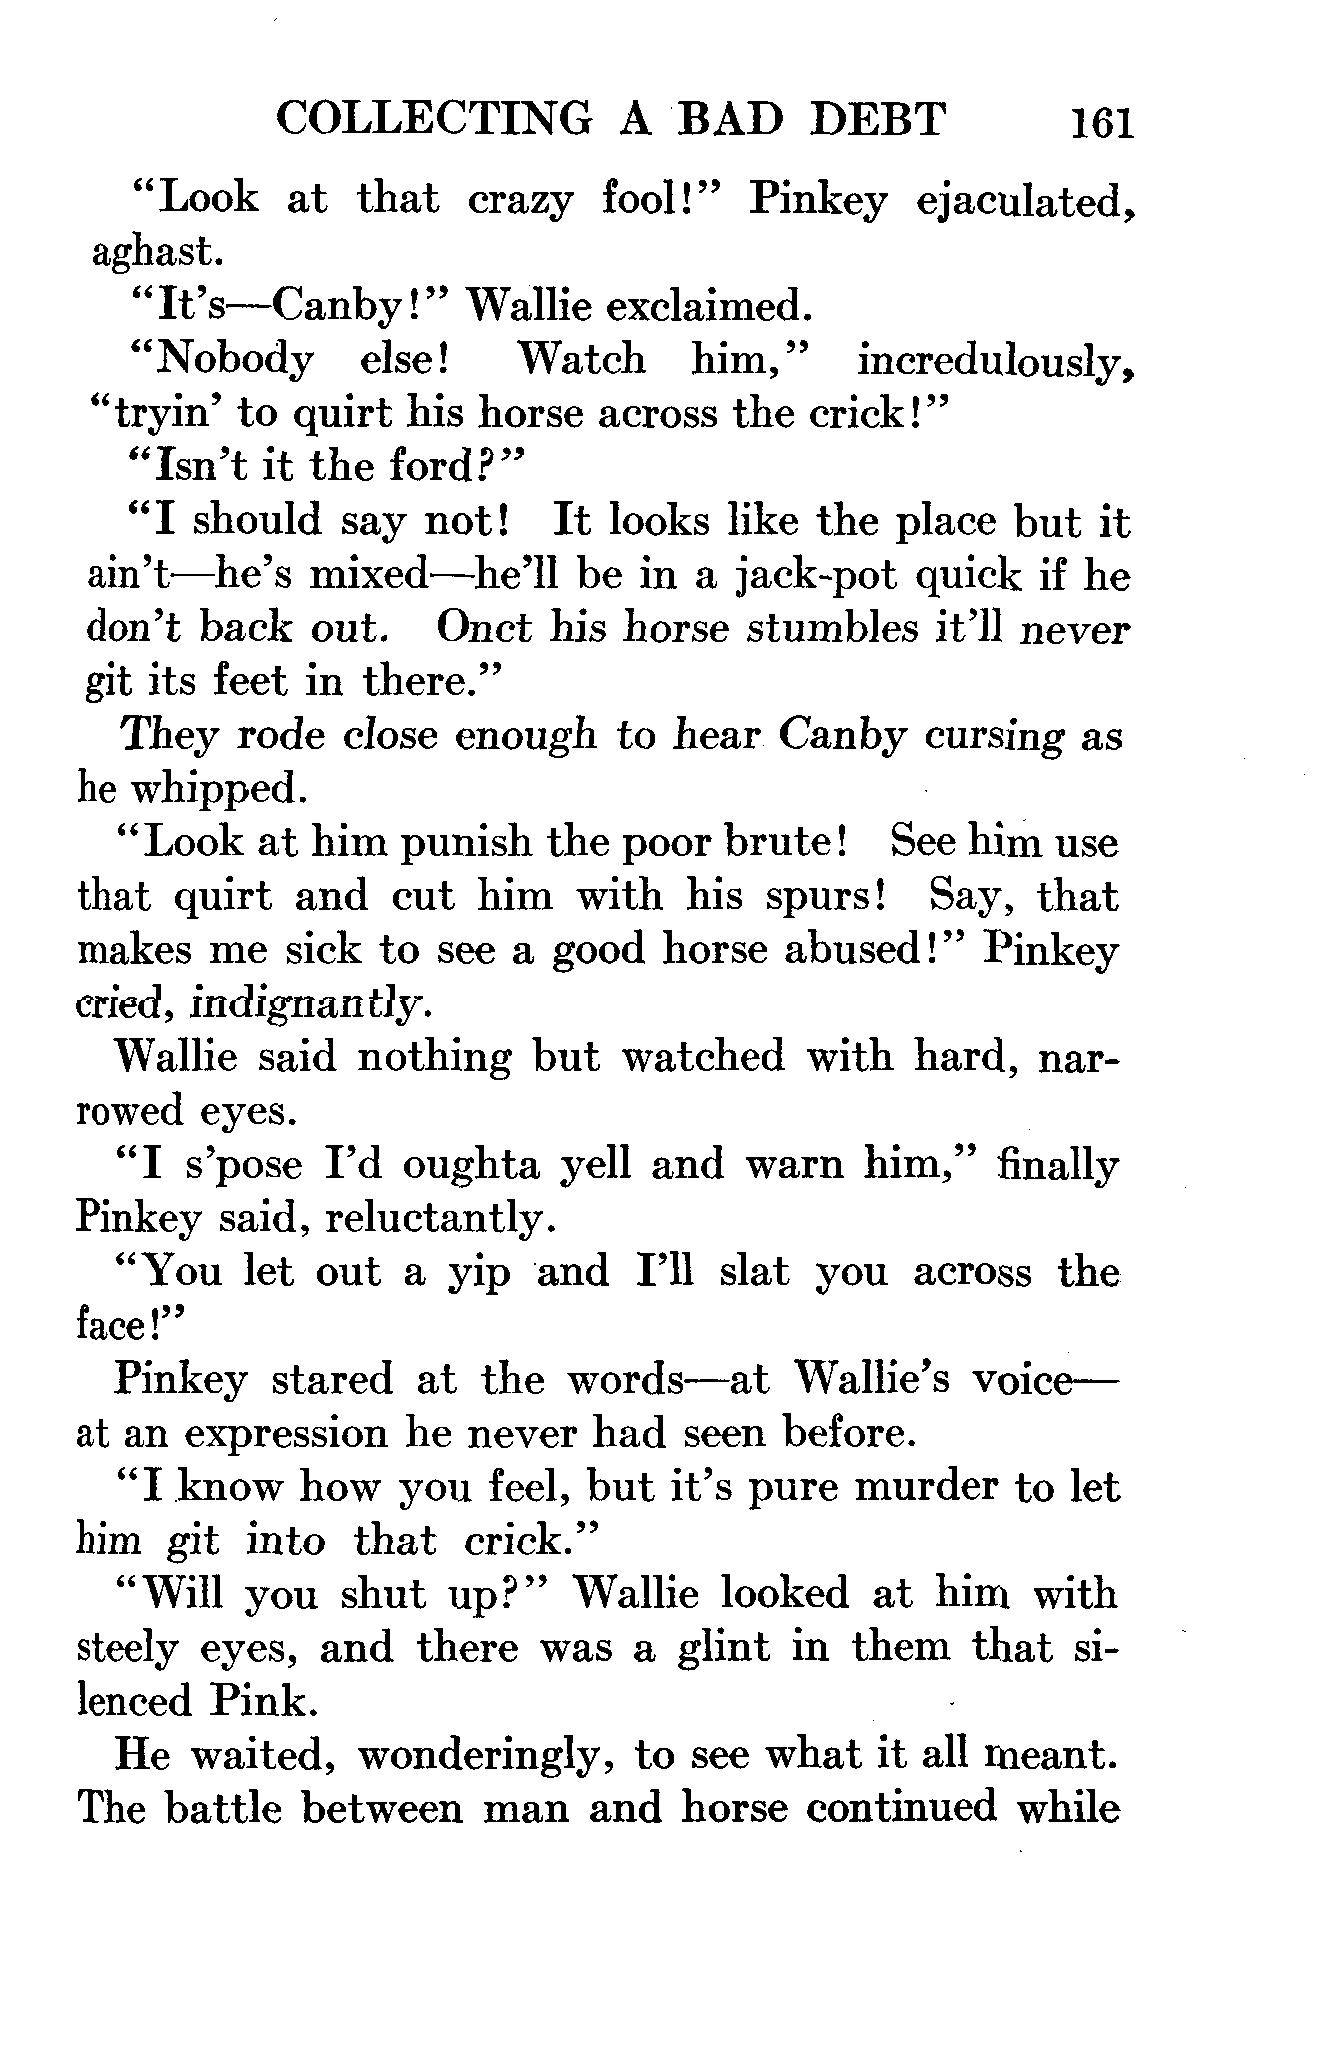 COLLECTING A BAD DEBT 161
“Look at that crazy fool!” Pinkey ejaculated,
aghast.
“It’s—Canby!” Wallie exclaimed.
“Nobody else! Watch him,” incredulously,
“tryin’ to quirt his horse across the crick!”
“Isn’t it the ford?”
“I should say not! It looks like the place but it
ain’t—he’s mixed—he’ll be in a jack-pot quick if he
don’t back out. Onct his horse stumbles it’ll never
git its feet in there.”
They rode close enough to hear Canby cursing as
he whipped.
“Look at him punish the poor brute! See him use
that quirt and cut him with his spurs! Say, that
makes me sick to see a good horse abused!” Pinkey
cried, indignantly.
Wallie said nothing but watched with hard, nar-
rowed eyes.
“I s’pose I’d oughta yell and warn him,” finally
Pinkey said, reluctantly.
“You let out a yip and I’ll slat you across the
face!”
Pinkey stared at the words—at Wallie’s voice—
at an expression he never had seen before.
“I know how you feel, but it’s pure murder to let
him git into that crick.”
“Will you shut up?” Wallie looked at him with
steely eyes, and there was a glint in them that si-
lenced Pink.
He waited, wonderingly, to see what it all meant.
The battle between man and horse continued while